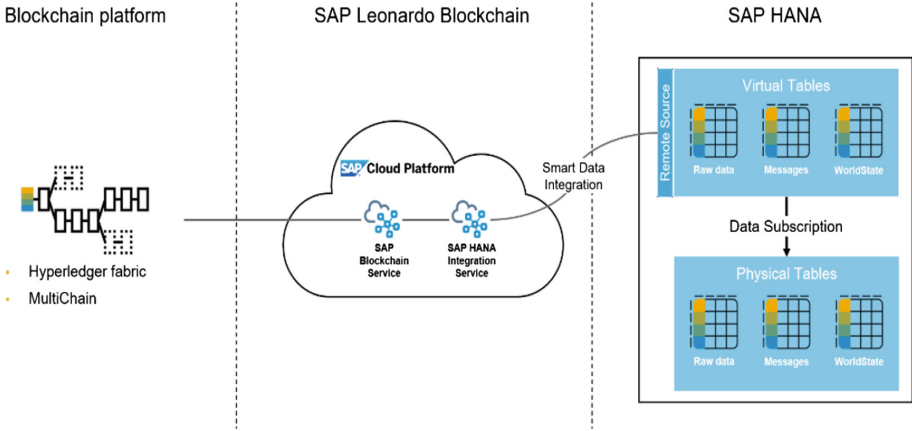 Blockchain platform
SAP Leonardo Blockchain
SAP HANA
Hyperledger fabric
MultiChain
SAP Cloud Platform
SAP
Blockchain
Service
SAP HANA
Integration
Service
Smart Data
Integration
Remote Source
Virtual Tables
Raw data
Messages
WorldState
Data Subscription
Physical Tables
Raw data
Messages
WorldState